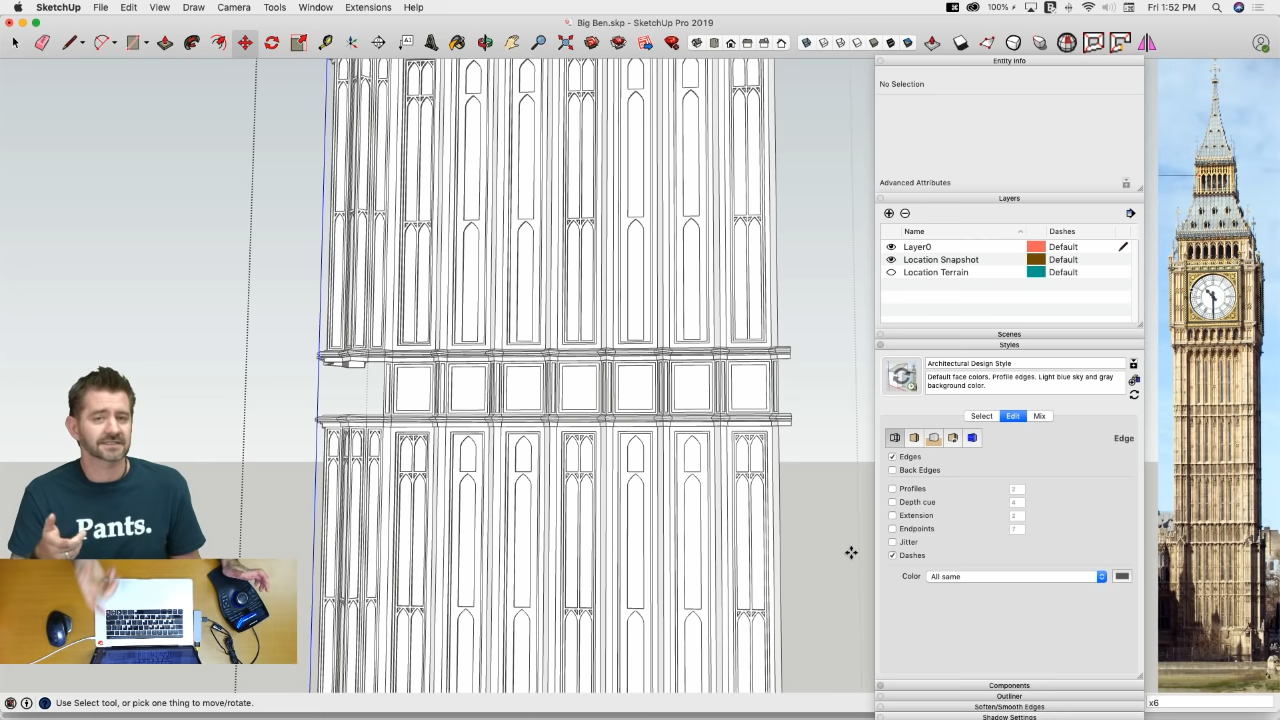 SketchUp File Edit View Draw Camera Tools Window Extensions Help 100% Fri 1:52 PM
Big Ben.skp - SketchUp Pro 2019
Entity Info
No Selection
Advanced Attributes
Layers
Name Dashes
Layer0 Default
Location Snapshot Default
Location Terrain Default
Scenes
Styles
Architectural Design Style
Default face colors. Profile edges. Light blue sky and gray
background color.
Select Edit Mix
Edge
Edges
Back Edges
Profiles 2
Depth cue 4
Extension 2
Endpoints 7
Jitter
Dashes
Color All same
Components
Outliner
Soften/Smooth Edges
Shadow Settings
Pants.
Use Select tool, or pick one thing to move/rotate.
x6